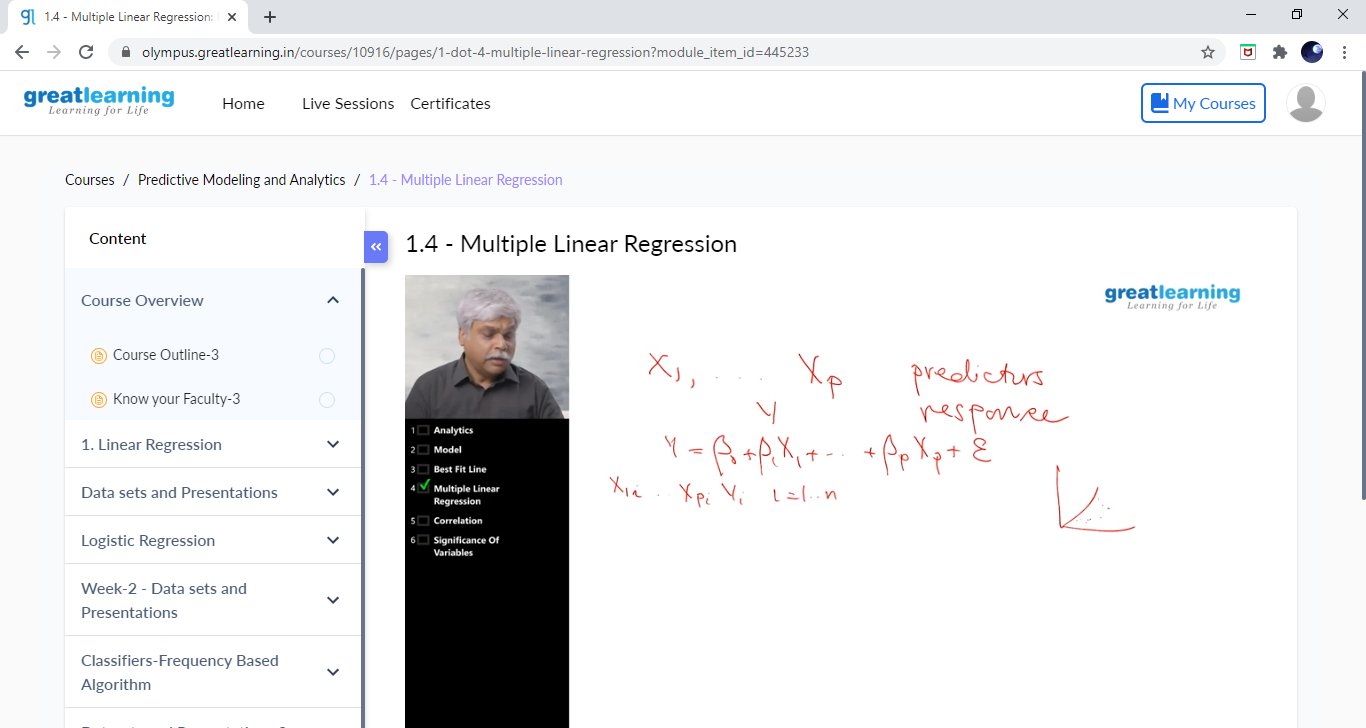 1.4 - Multiple Linear Regression:
olympus.greatlearning.in/courses/10916/pages/1-dot-4-multiple-linear-regression?module_item_id=445233
greatlearning
Learning for Life
Home
Live Sessions
Certificates
My Courses
Courses / Predictive Modeling and Analytics / 1.4 - Multiple Linear Regression
Content
«
Course Overview
Course Outline-3
Know your Faculty-3
1. Linear Regression
Data sets and Presentations
Logistic Regression
Week-2 - Data sets and
Presentations
Classifiers-Frequency Based
Algorithm
1.4 - Multiple Linear Regression
greatlearning
Learning for Life
1 Analytics
2 Model
3 Best Fit Line
4 Multiple Linear
Regression
5 Correlation
6 Significance Of
Variables
X₁, .... Xp predictors
Y response
Y = β₀ + β₁X₁ + ... + βpXp + ε
X₁i ... Xpi Yi i=1...n